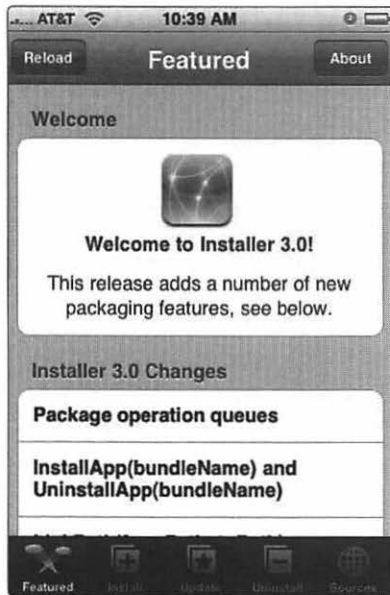 AT&T 10:39 AM
Reload Featured About
Welcome
Welcome to Installer 3.0!
This release adds a number of new
packaging features, see below.
Installer 3.0 Changes
Package operation queues
InstallApp(bundleName) and
UninstallApp(bundleName)
Featured Install Update Uninstall Sources